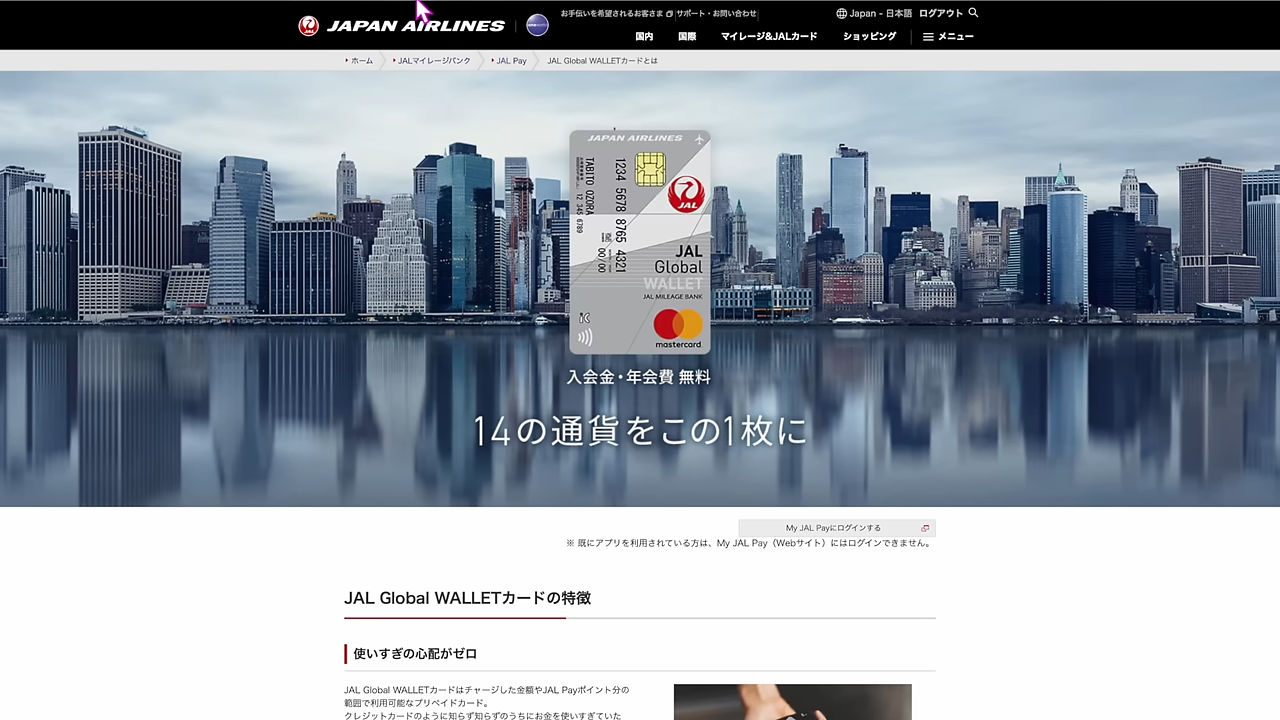 JAL
JAPAN AIRLINES
お手伝いを希望されるお客さま
サポート・お問い合わせ
Japan - 日本語
ログアウト
国内
国際
マイレージ&JALカード
ショッピング
メニュー
ホーム
JALマイレージバンク
JAL Pay
JAL Global WALLETカードとは
JAPAN AIRLINES
1234 5678 8765 4321
00/00
JAL
JAL
Global
WALLET
JAL MILEAGE BANK
mastercard
入会金・年会費 無料
14の通貨をこの1枚に
My JAL Payにログインする
※ 既にアプリを利用されている方は、My JAL Pay（Webサイト）にはログインできません。
JAL Global WALLETカードの特徴
使いすぎの心配がゼロ
JAL Global WALLETカードはチャージした金額やJAL Payポイント分の
範囲で利用可能なプリペイドカード。
クレジットカードのように知らず知らずのうちにお金を使いすぎていた